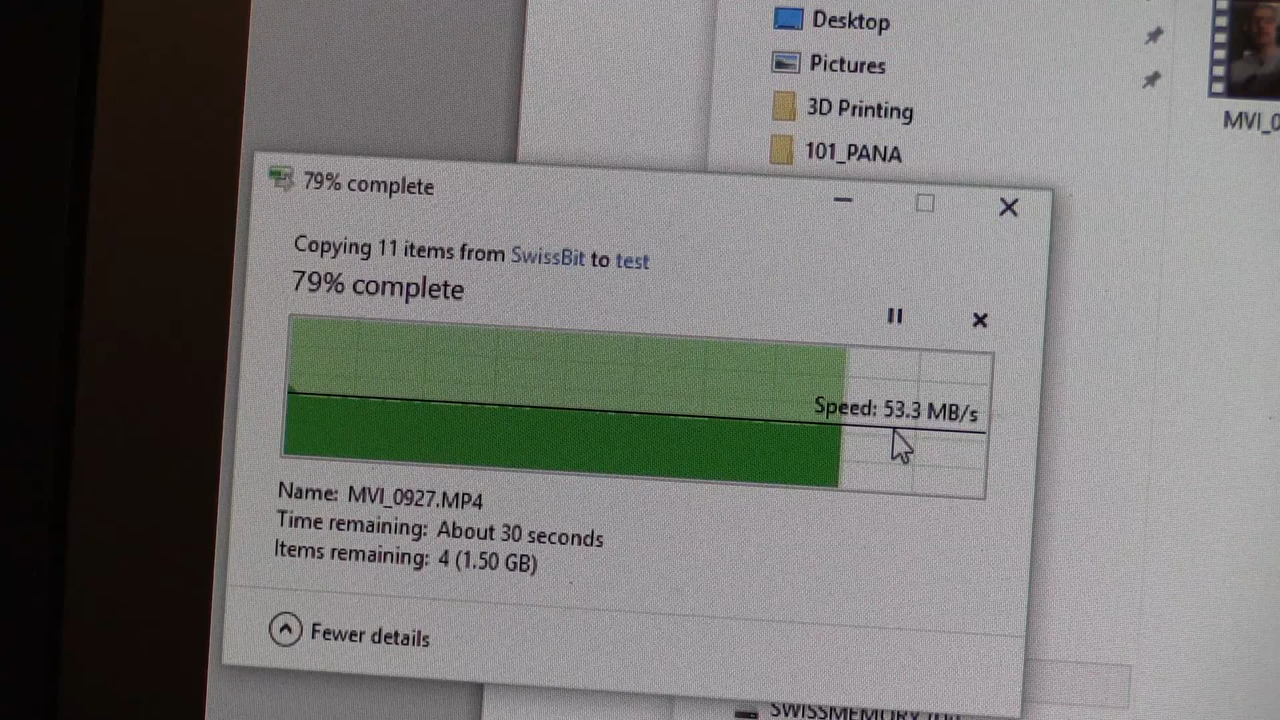 Desktop
Pictures
3D Printing
101_PANA
MVI_0
79% complete
Copying 11 items from SwissBit to test
79% complete
Speed: 53.3 MB/s
Name: MVI_0927.MP4
Time remaining: About 30 seconds
Items remaining: 4 (1.50 GB)
Fewer details
SWISSMEMORY